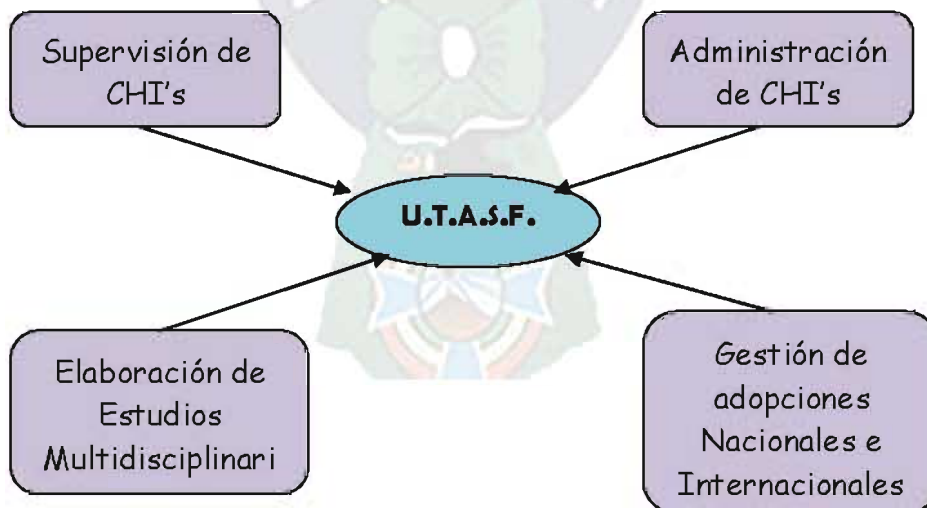 Supervisión de
CHI's
Administración
de CHI's
U.T.A.S.F.
Elaboración de
Estudios
Multidisciplinari
Gestión de
adopciones
Nacionales e
Internacionales